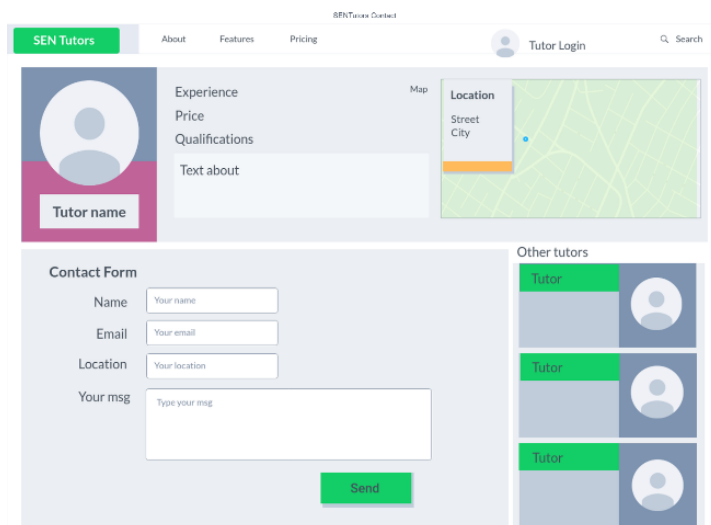 SENTutors Contact
SEN Tutors
About
Features
Pricing
Tutor Login
Search
Tutor name
Experience
Price
Qualifications
Text about
Map
Location
Street
City
Contact Form
Name
Your name
Email
Your email
Location
Your location
Your msg
Type your msg
Send
Other tutors
Tutor
Tutor
Tutor